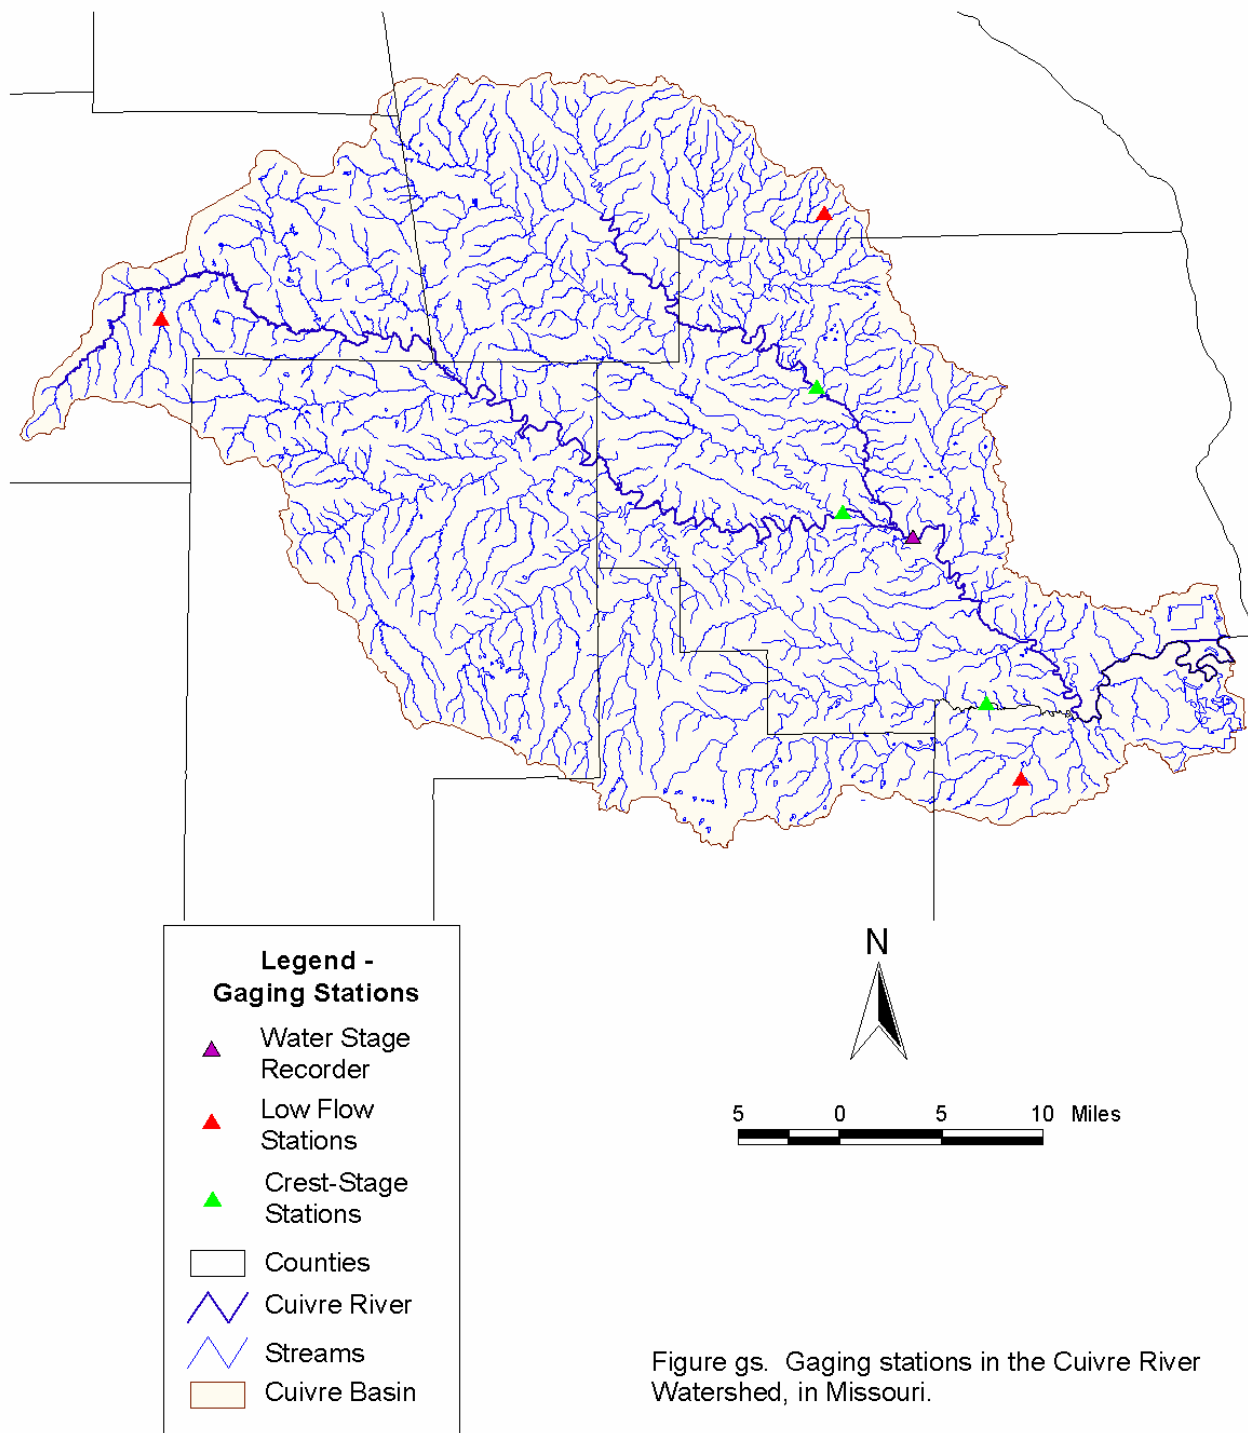 N
5 0 5 10 Miles
Legend -
Gaging Stations
Water Stage
Recorder
Low Flow
Stations
Crest-Stage
Stations
Counties
Cuivre River
Streams
Cuivre Basin
Figure gs.  Gaging stations in the Cuivre River
Watershed, in Missouri.